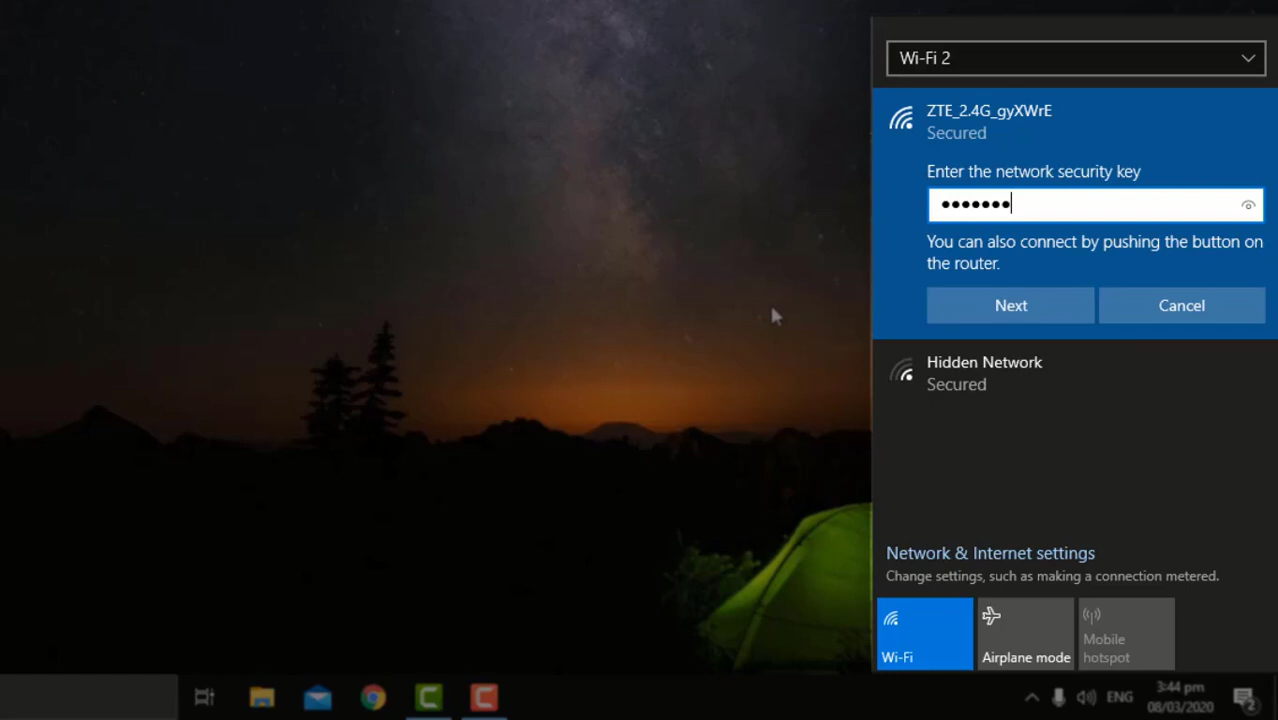 Wi-Fi 2
ZTE_2.4G_gyXWrE
Secured
Enter the network security key
•••••••
You can also connect by pushing the button on
the router.
Next
Cancel
Hidden Network
Secured
Network & Internet settings
Change settings, such as making a connection metered.
Wi-Fi
Airplane mode
Mobile
hotspot
ENG
3:44 pm
08/03/2020
2